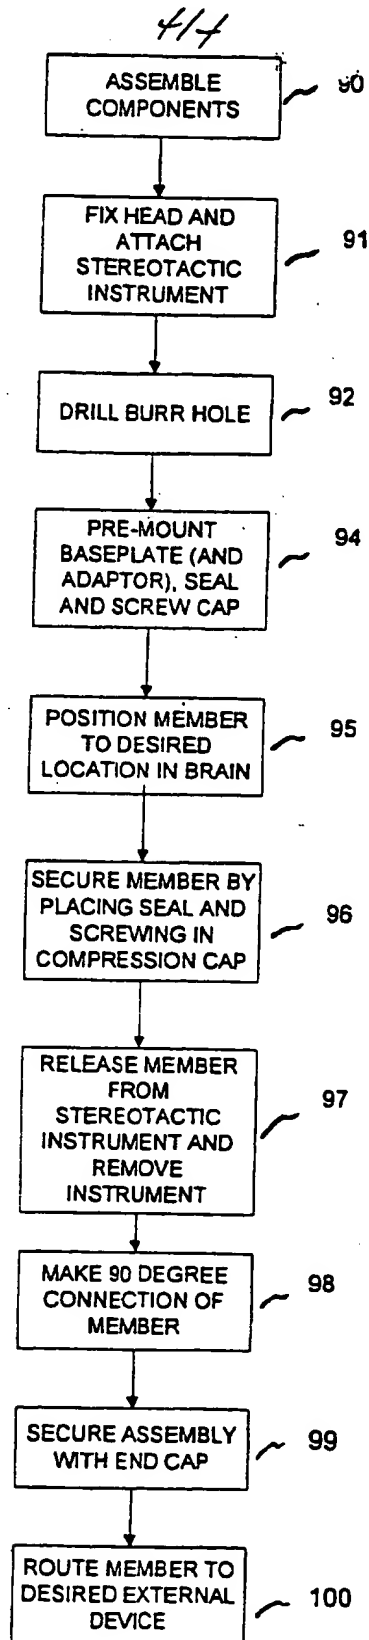 4/4
ASSEMBLE
COMPONENTS
90
FIX HEAD AND
ATTACH
STEREOTACTIC
INSTRUMENT
91
DRILL BURR HOLE
92
PRE-MOUNT
BASEPLATE (AND
ADAPTOR), SEAL
AND SCREW CAP
94
POSITION MEMBER
TO DESIRED
LOCATION IN BRAIN
95
SECURE MEMBER BY
PLACING SEAL AND
SCREWING IN
COMPRESSION CAP
96
RELEASE MEMBER
FROM
STEREOTACTIC
INSTRUMENT AND
REMOVE
INSTRUMENT
97
MAKE 90 DEGREE
CONNECTION OF
MEMBER
98
SECURE ASSEMBLY
WITH END CAP
99
ROUTE MEMBER TO
DESIRED EXTERNAL
DEVICE
100